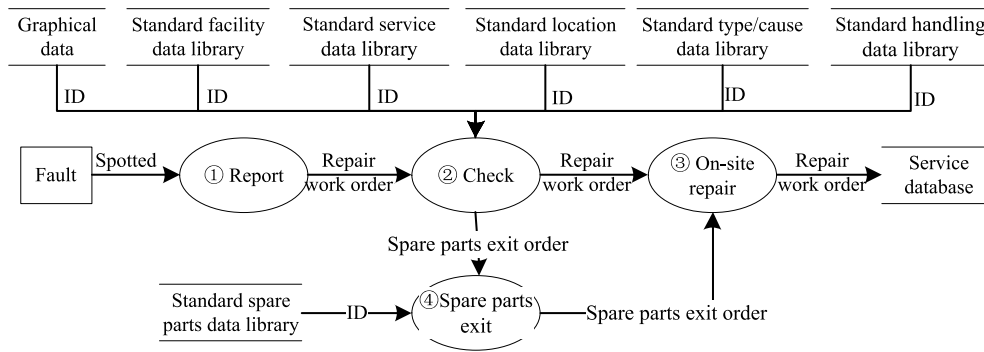 Graphical
data
Standard facility
data library
Standard service
data library
Standard location
data library
Standard type/cause
data library
Standard handling
data library
ID
ID
ID
ID
ID
ID
Fault
Spotted
① Report
Repair
work order
② Check
Repair
work order
③ On-site
repair
Repair
work order
Service
database
Spare parts exit order
Standard spare
parts data library
ID
④Spare parts
exit
Spare parts exit order